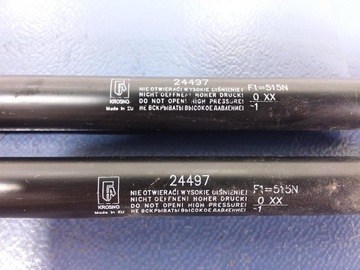 24497
NIE OTWIERAĆ! WYSOKIE CIŚNIENIE!
NICHT OEFFNEN! HOHER DRUCK!
DO NOT OPEN! HIGH PRESSURE!
НЕ ВСКРЫВАТЬ! ВЫСОКОЕ ДАВЛЕНИЕ!
KROSNO
Made in EU
F1=515N
0 XX
-1
24497
NIE OTWIERAĆ! WYSOKIE CIŚNIENIE!
NICHT OEFFNEN! HOHER DRUCK!
DO NOT OPEN! HIGH PRESSURE!
НЕ ВСКРЫВАТЬ! ВЫСОКОЕ ДАВЛЕНИЕ!
KROSNO
Made in EU
F1=515N
0 XX
-1